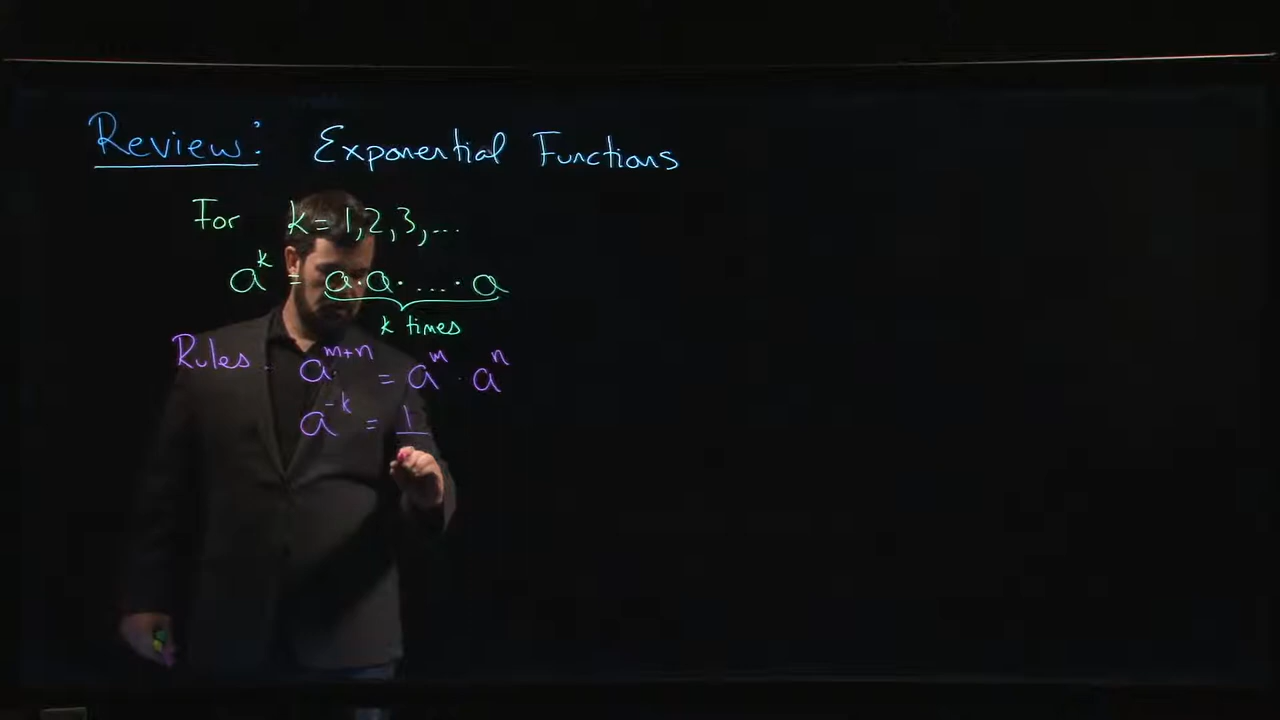 Review: Exponential Functions
For k = 1, 2, 3, ...
a^k = a · a · ... · a
k times
Rules - a^{m+n} = a^m · a^n
a^{-k} = 1